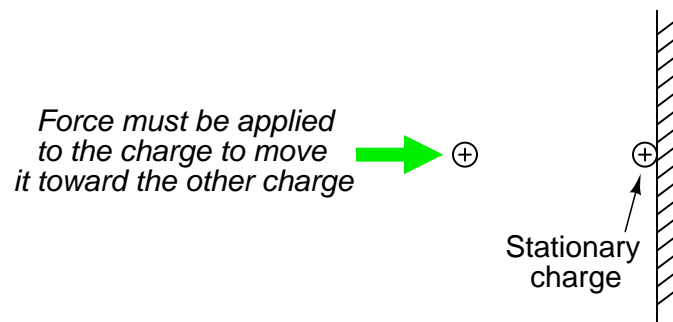 Force must be applied
to the charge to move
it toward the other charge
+
+
Stationary
charge